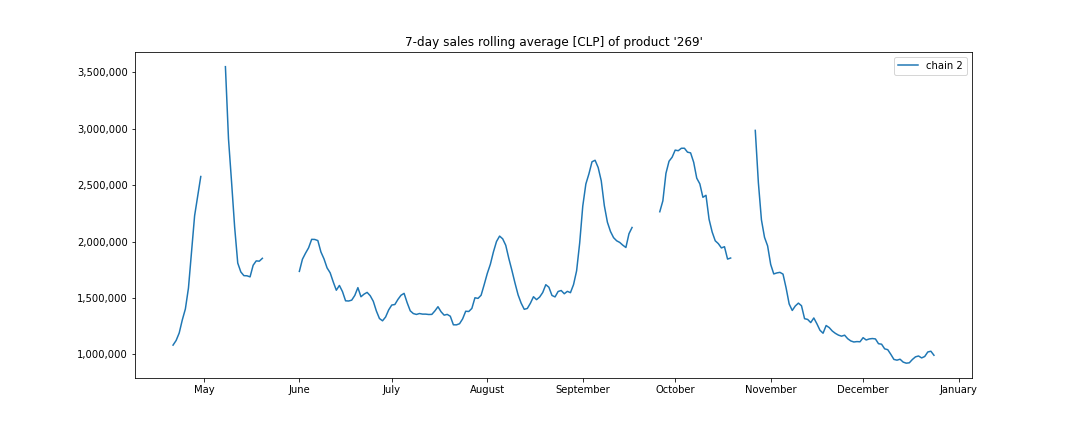 7-day sales rolling average [CLP] of product '269'
chain 2
3,500,000
3,000,000
2,500,000
2,000,000
1,500,000
1,000,000
May June July August September October November December January